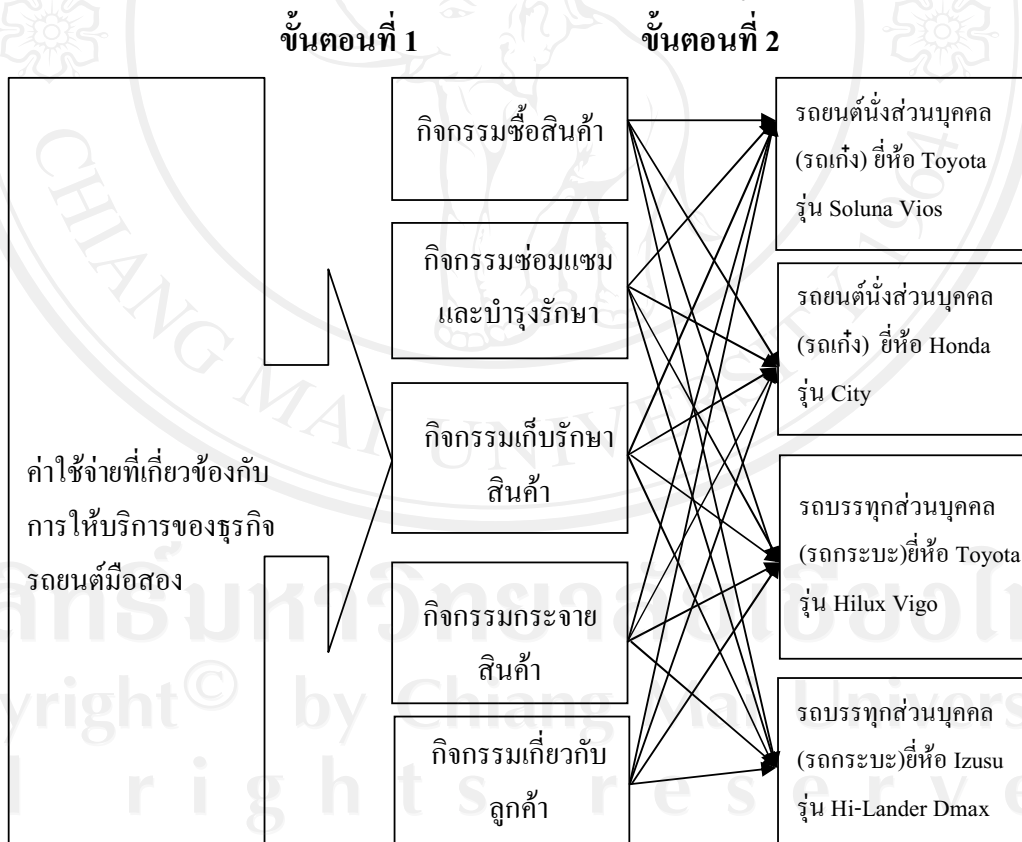 ขั้นตอนที่ 1
ขั้นตอนที่ 2
ค่าใช้จ่ายที่เกี่ยวข้องกับ
การให้บริการของธุรกิจ
รถยนต์มือสอง
กิจกรรมซื้อสินค้า
กิจกรรมซ่อมแซม
และบำรุงรักษา
กิจกรรมเก็บรักษา
สินค้า
กิจกรรมกระจาย
สินค้า
กิจกรรมเกี่ยวกับ
ลูกค้า
รถยนต์นั่งส่วนบุคคล
(รถเก๋ง) ยี่ห้อ Toyota
รุ่น Soluna Vios
รถยนต์นั่งส่วนบุคคล
(รถเก๋ง) ยี่ห้อ Honda
รุ่น City
รถบรรทุกส่วนบุคคล
(รถกระบะ)ยี่ห้อ Toyota
รุ่น Hilux Vigo
รถบรรทุกส่วนบุคคล
(รถกระบะ)ยี่ห้อ Izusu
รุ่น Hi-Lander Dmax
CHIANG MAI UNIVERSITY 1964
© by Chiang Mai
rights reserve